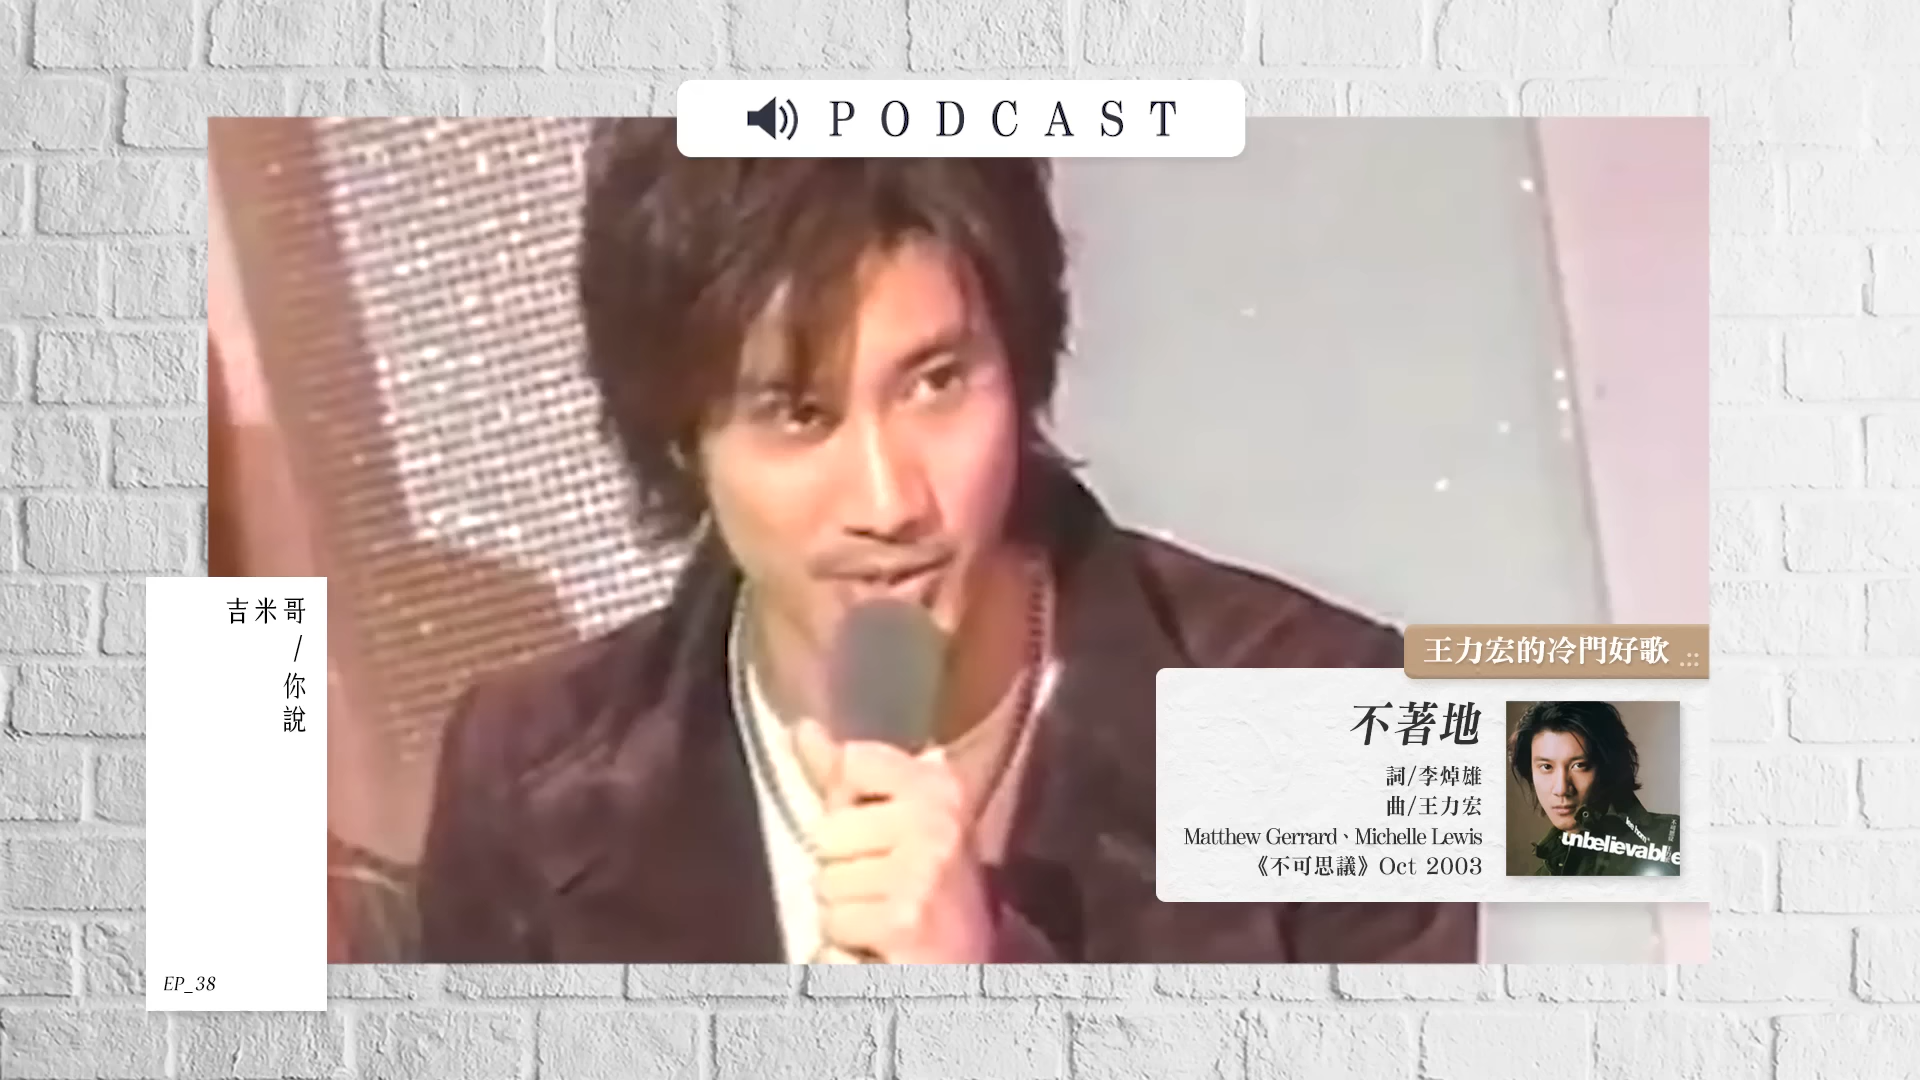 PODCAST
吉米哥
/
你
說
EP_38
王力宏的冷門好歌
不著地
詞/李焯雄
曲/王力宏
Matthew Gerrard、Michelle Lewis
《不可思議》Oct 2003
unbelievable